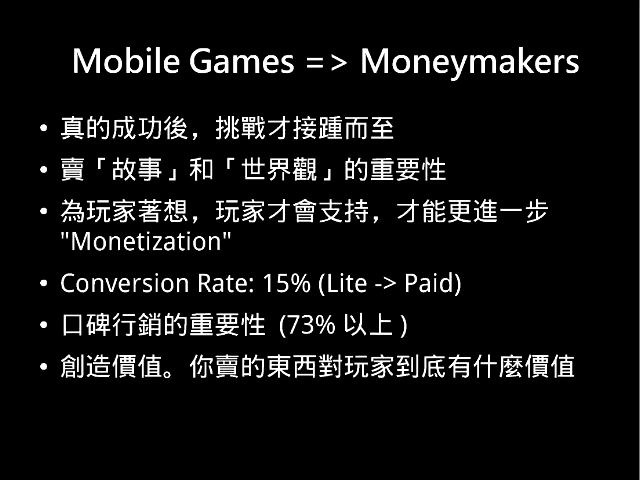 Mobile Games => Moneymakers
• 真的成功後，挑戰才接踵而至
• 賣「故事」和「世界觀」的重要性
• 為玩家著想，玩家才會支持，才能更進一步
"Monetization"
• Conversion Rate: 15% (Lite -> Paid)
• 口碑行銷的重要性 (73% 以上 )
• 創造價值。你賣的東西對玩家到底有什麼價值